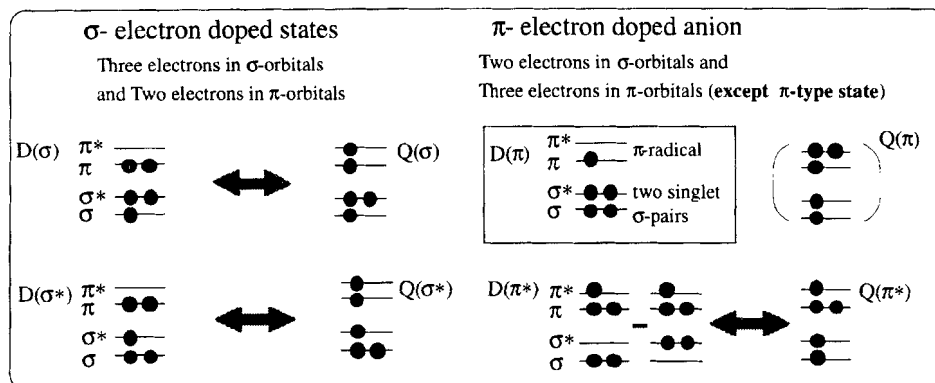 σ- electron doped states
Three electrons in σ-orbitals
and Two electrons in π-orbitals
π- electron doped anion
Two electrons in σ-orbitals and
Three electrons in π-orbitals (except π-type state)
D(σ)
π*
π
σ*
σ
Q(σ)
D(π)
π*
π
π-radical
σ*
two singlet
σ
σ-pairs
Q(π)
D(σ*)
π*
π
σ*
σ
Q(σ*)
D(π*)
π*
π
σ*
σ
Q(π*)